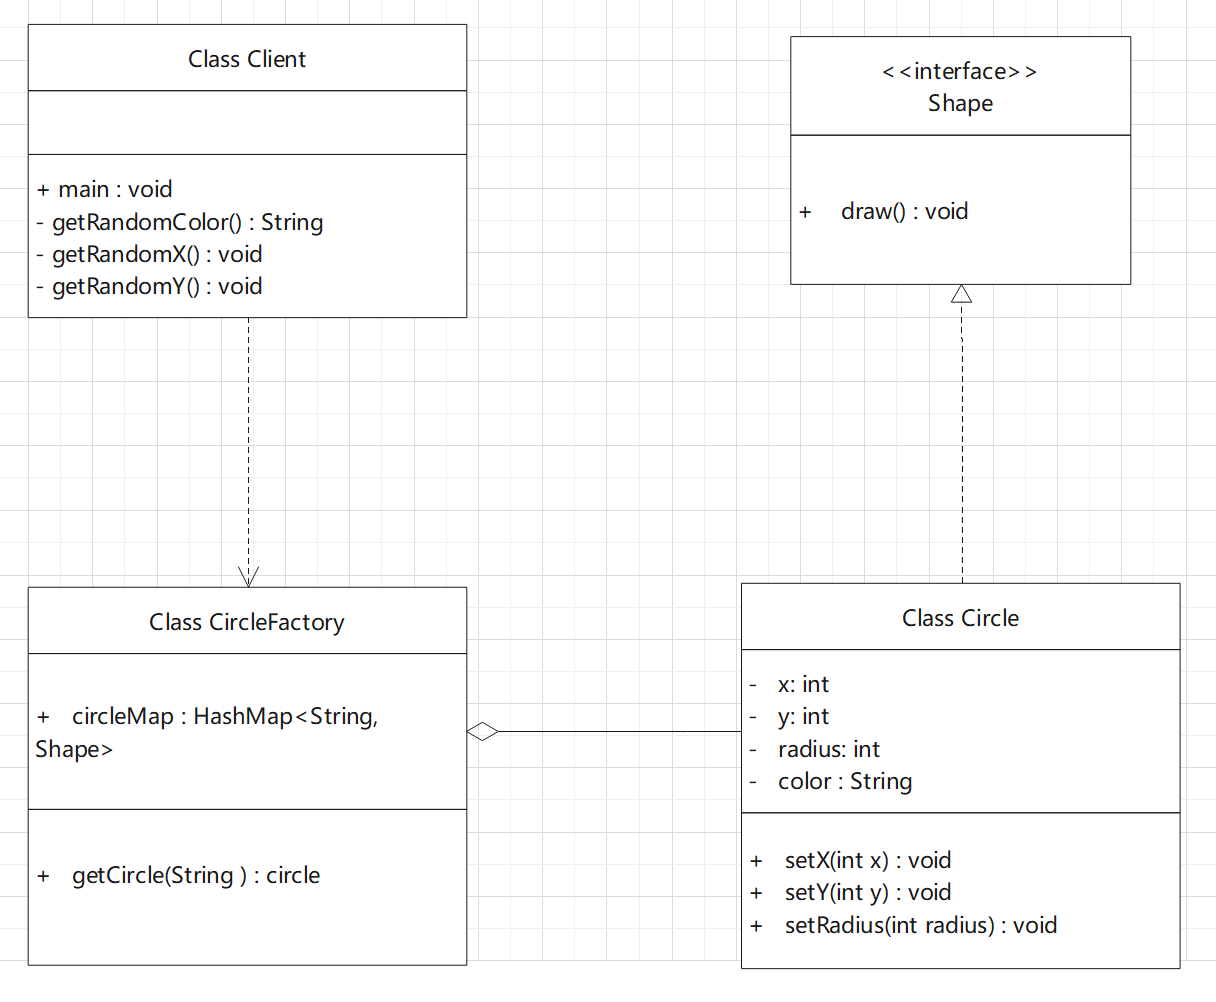 Class Client
+ main : void
- getRandomColor() : String
- getRandomX() : void
- getRandomY() : void
<<interface>>
Shape
+ draw() : void
Class CircleFactory
+ circleMap : HashMap<String,
Shape>
+ getCircle(String ) : circle
Class Circle
- x: int
- y: int
- radius: int
- color : String
+ setX(int x) : void
+ setY(int y) : void
+ setRadius(int radius) : void